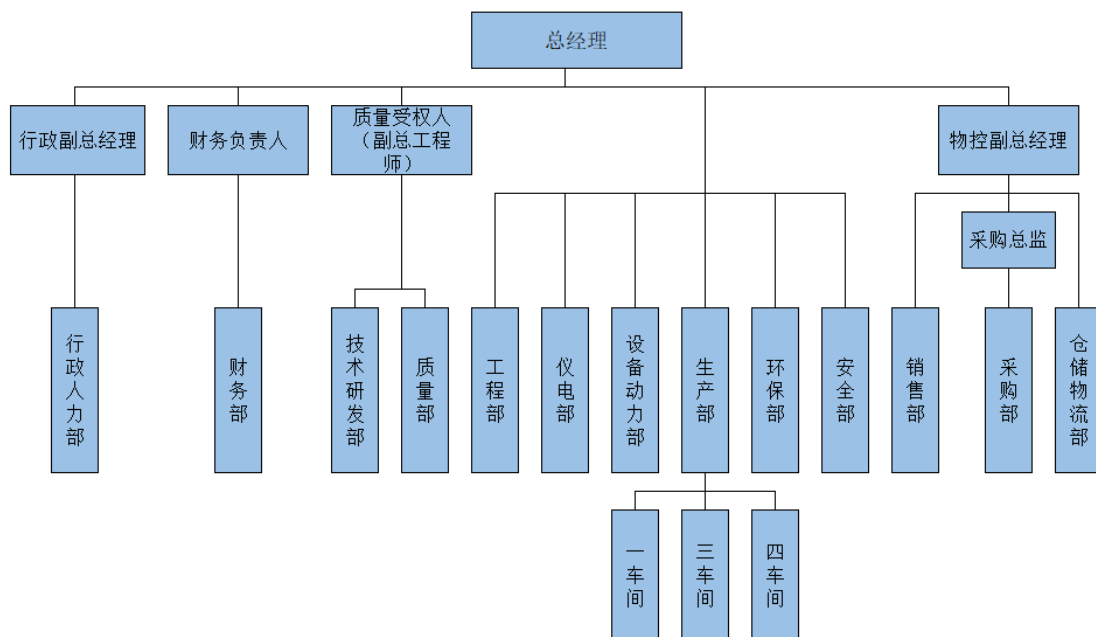 总经理
行政副总经理
财务负责人
质量受权人
（副总工程
师）
物控副总经理
采购总监
行政人力部
财务部
技术研发部
质量部
工程部
仪电部
设备动力部
生产部
环保部
安全部
销售部
采购部
仓储物流部
一车间
三车间
四车间